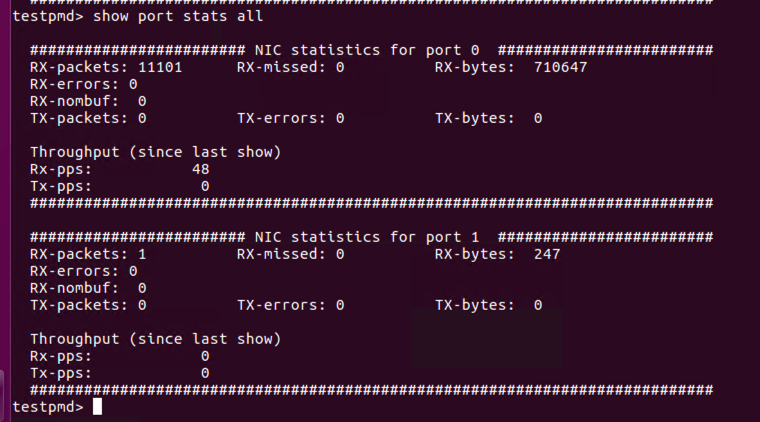 ############################################################################
testpmd> show port stats all
######################## NIC statistics for port 0 ########################
RX-packets: 11101 RX-missed: 0 RX-bytes: 710647
RX-errors: 0
RX-nombuf: 0
TX-packets: 0 TX-errors: 0 TX-bytes: 0
Throughput (since last show)
Rx-pps: 48
Tx-pps: 0
############################################################################
######################## NIC statistics for port 1 ########################
RX-packets: 1 RX-missed: 0 RX-bytes: 247
RX-errors: 0
RX-nombuf: 0
TX-packets: 0 TX-errors: 0 TX-bytes: 0
Throughput (since last show)
Rx-pps: 0
Tx-pps: 0
############################################################################
testpmd>